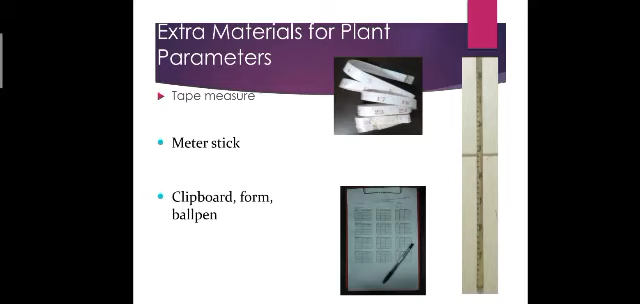 Extra Materials for Plant
Parameters
Tape measure
Meter stick
Clipboard, form,
ballpen